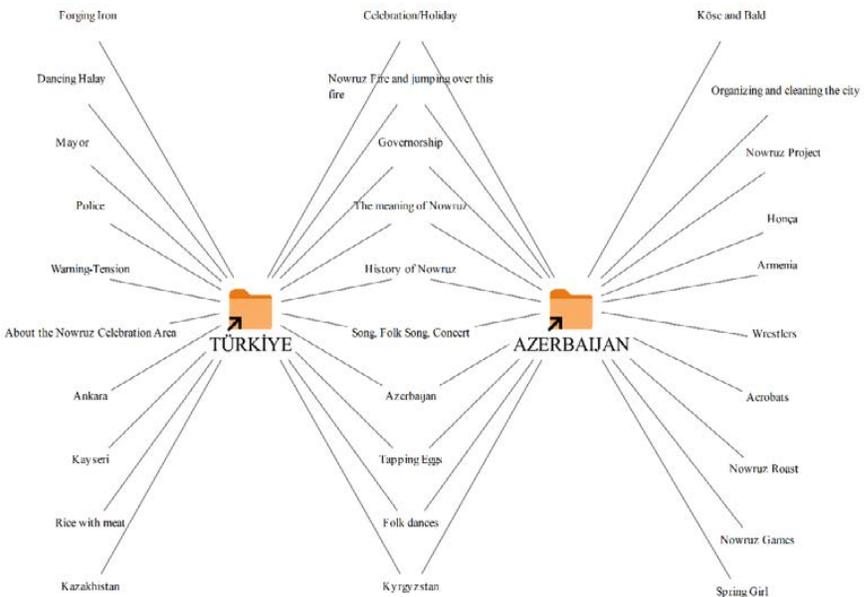 Forging Iron
Celebration/Holiday
Köse and Bald
Dancing Halay
Nowruz Fire and jumping over this
fire
Organizing and cleaning the city
Mayor
Governorship
Nowruz Project
Police
The meaning of Nowruz
Honça
Warning-Tension
History of Nowruz
Armenia
About the Nowruz Celebration Area
Song, Folk Song, Concert
Wrestlers
TÜRKİYE
AZERBAIJAN
Ankara
Azerbaijan
Acrobats
Kayseri
Tapping Eggs
Nowruz Roast
Rice with meat
Folk dances
Nowruz Games
Kazakhistan
Kyrgyzstan
Spring Girl